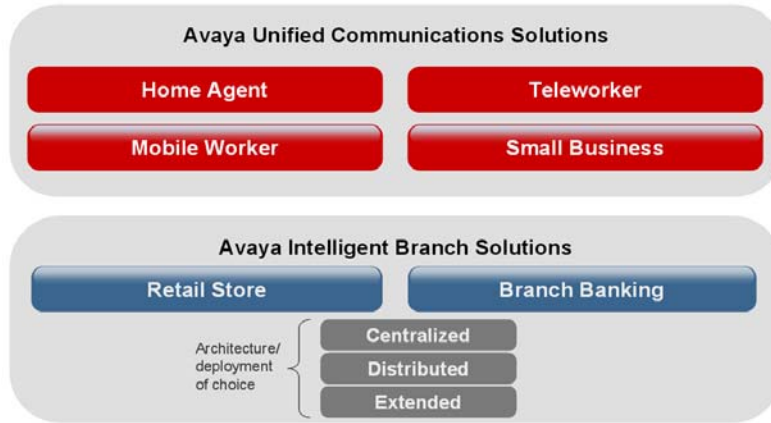 Avaya Unified Communications Solutions
Home Agent
Teleworker
Mobile Worker
Small Business
Avaya Intelligent Branch Solutions
Retail Store
Branch Banking
Architecture/
deployment
of choice
Centralized
Distributed
Extended